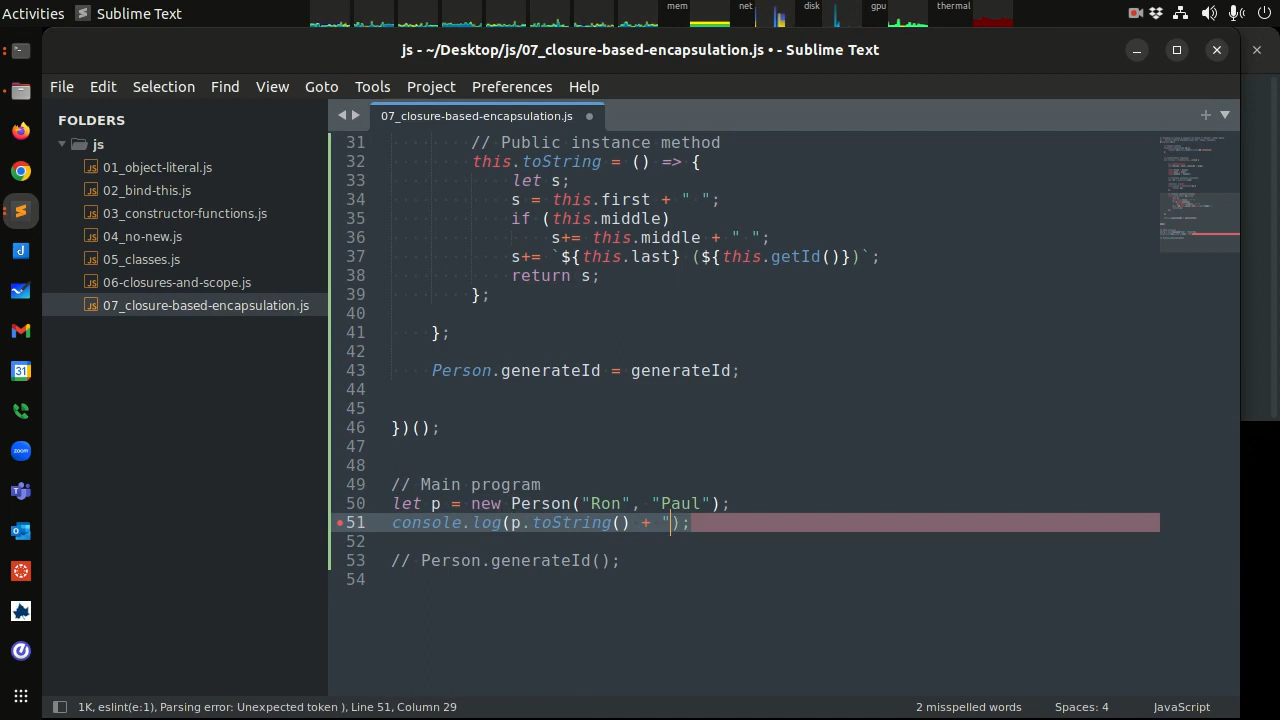 Activities Sublime Text mem net disk gpu thermal
js - ~/Desktop/js/07_closure-based-encapsulation.js • - Sublime Text
File Edit Selection Find View Goto Tools Project Preferences Help
FOLDERS
js
01_object-literal.js
02_bind-this.js
03_constructor-functions.js
04_no-new.js
05_classes.js
06-closures-and-scope.js
07_closure-based-encapsulation.js
07_closure-based-encapsulation.js
31 // Public instance method
32 this.toString = () => {
33 let s;
34 s = this.first + " ";
35 if (this.middle)
36 s+= this.middle + " ";
37 s+= `${this.last} (${this.getId()})`;
38 return s;
39 };
40
41 };
42
43 Person.generateId = generateId;
44
45
46 })();
47
48
49 // Main program
50 let p = new Person("Ron", "Paul");
51 console.log(p.toString() + ");
52
53 // Person.generateId();
54
1K, eslint(e:1), Parsing error: Unexpected token ), Line 51, Column 29 2 misspelled words Spaces: 4 JavaScript